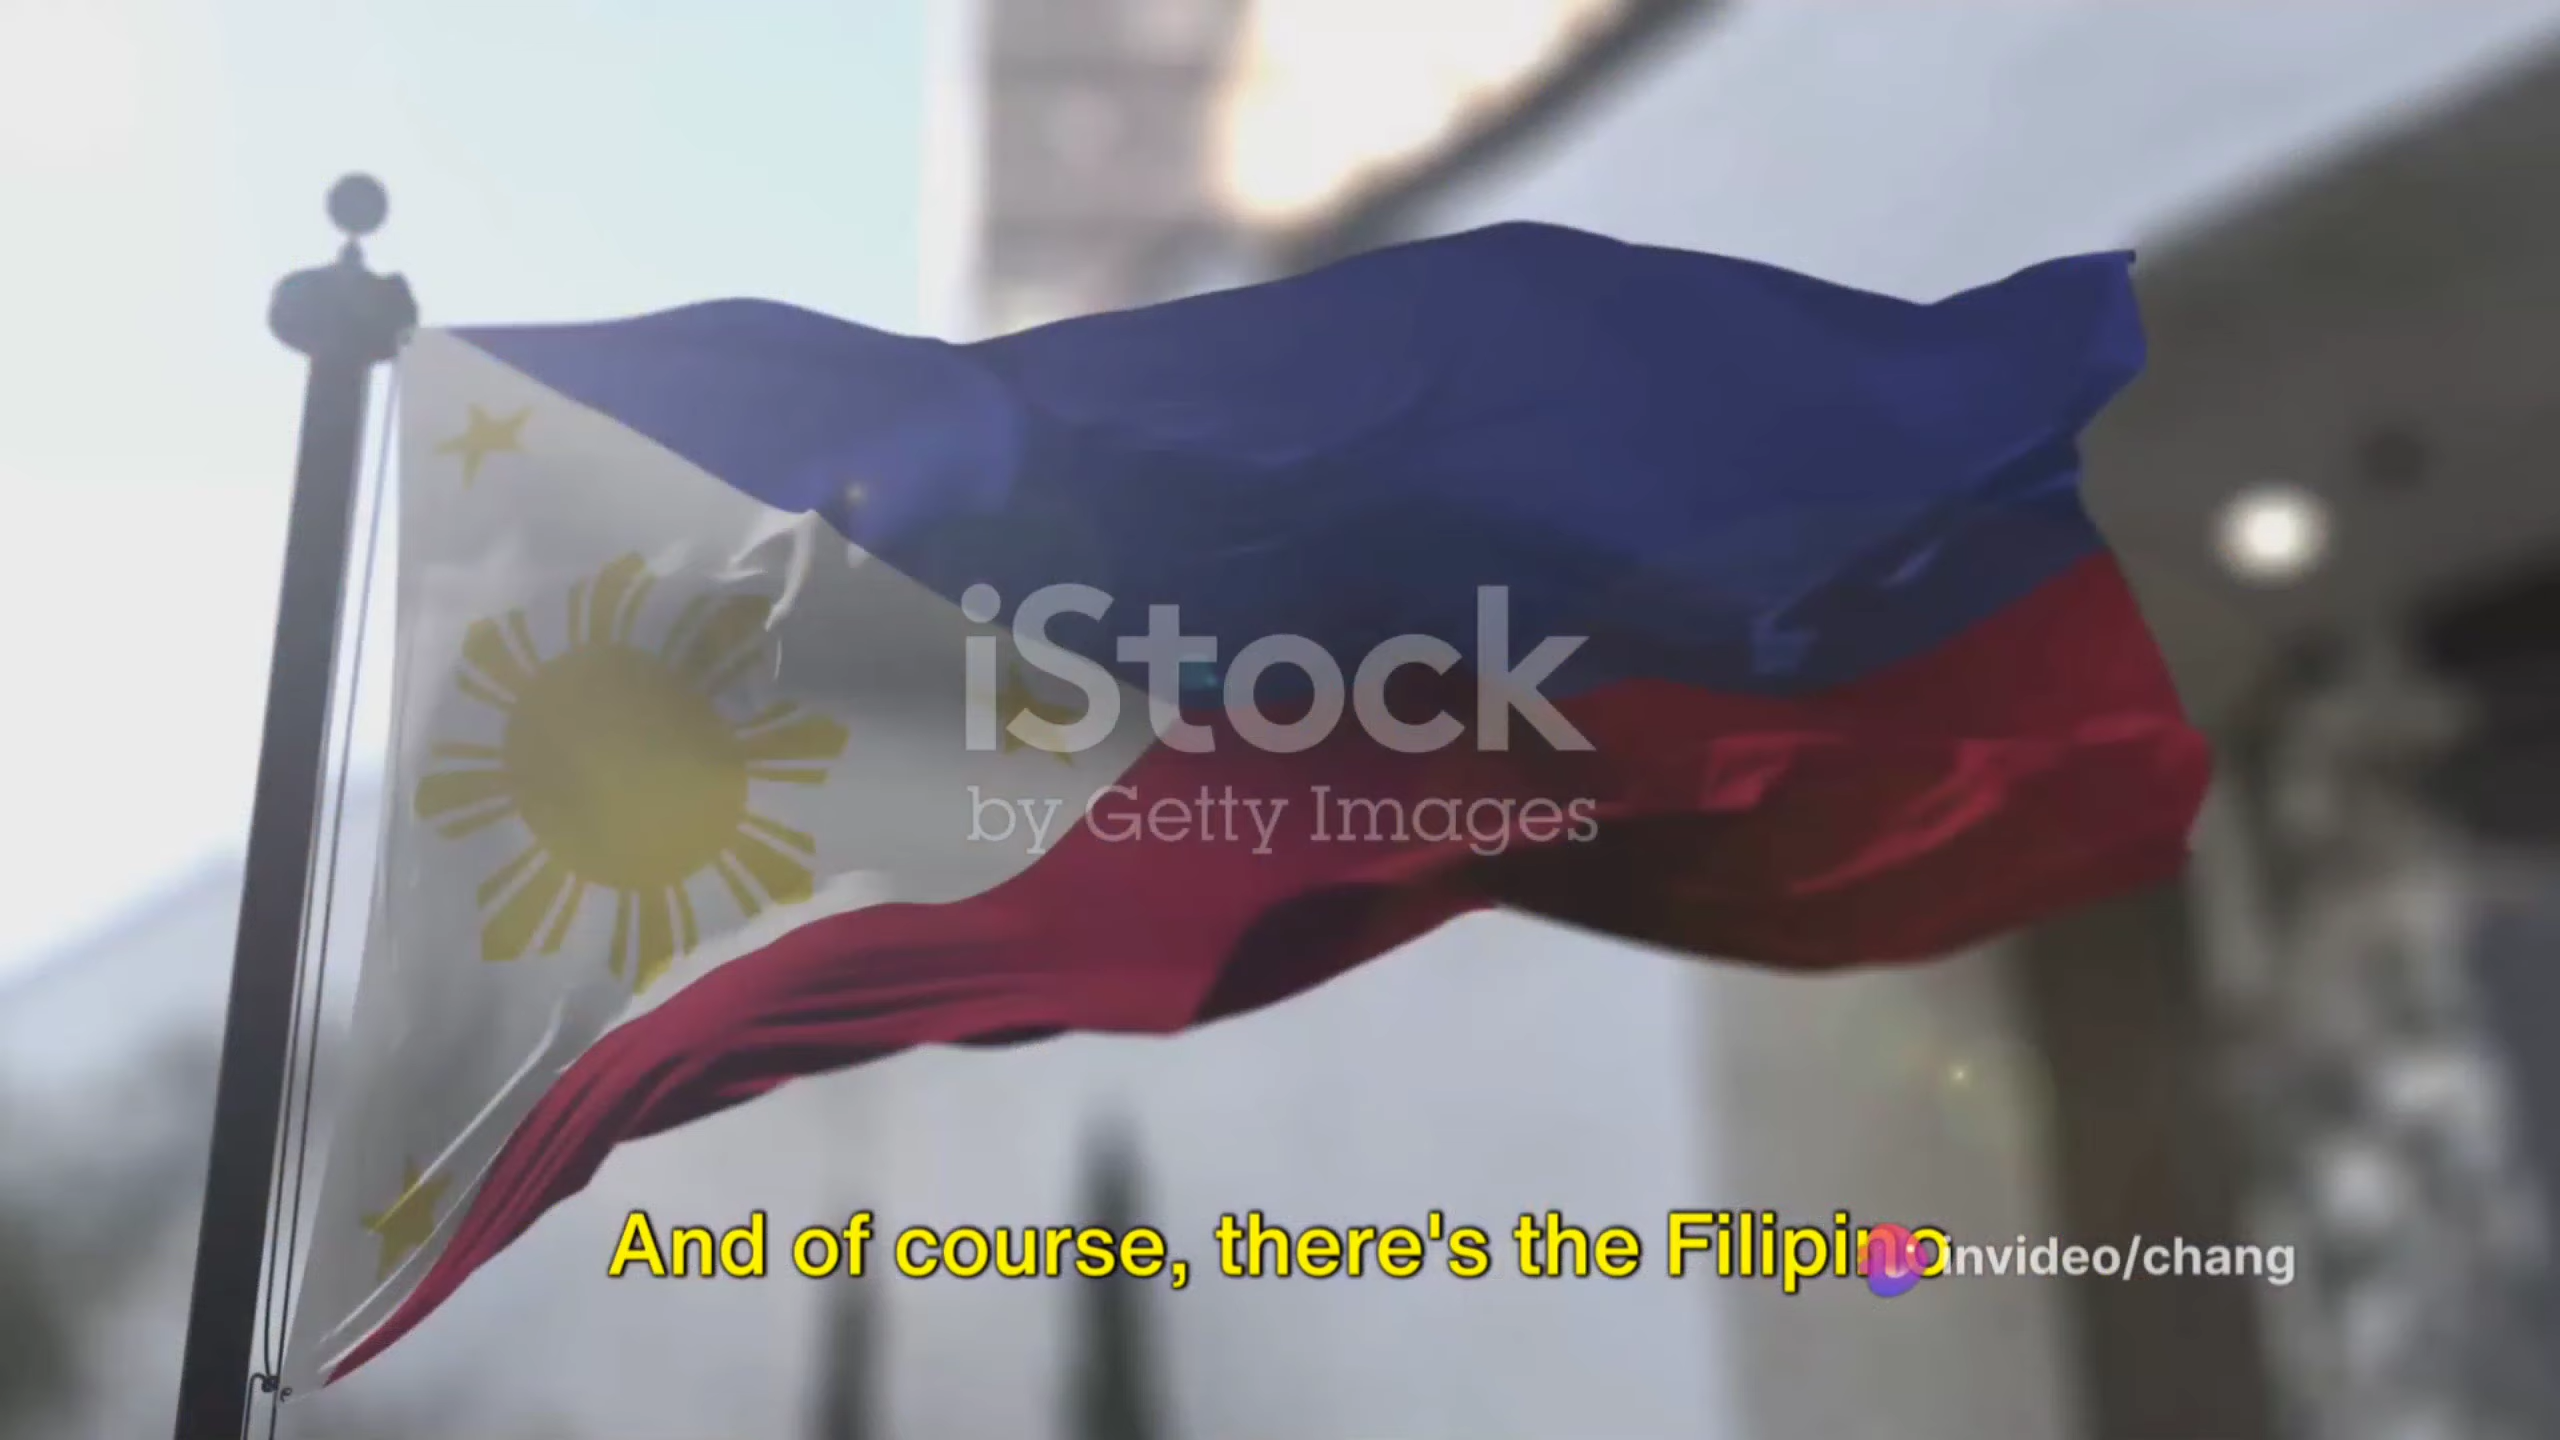 iStock
by Getty Images
And of course, there's the Filipino
invideo/chang